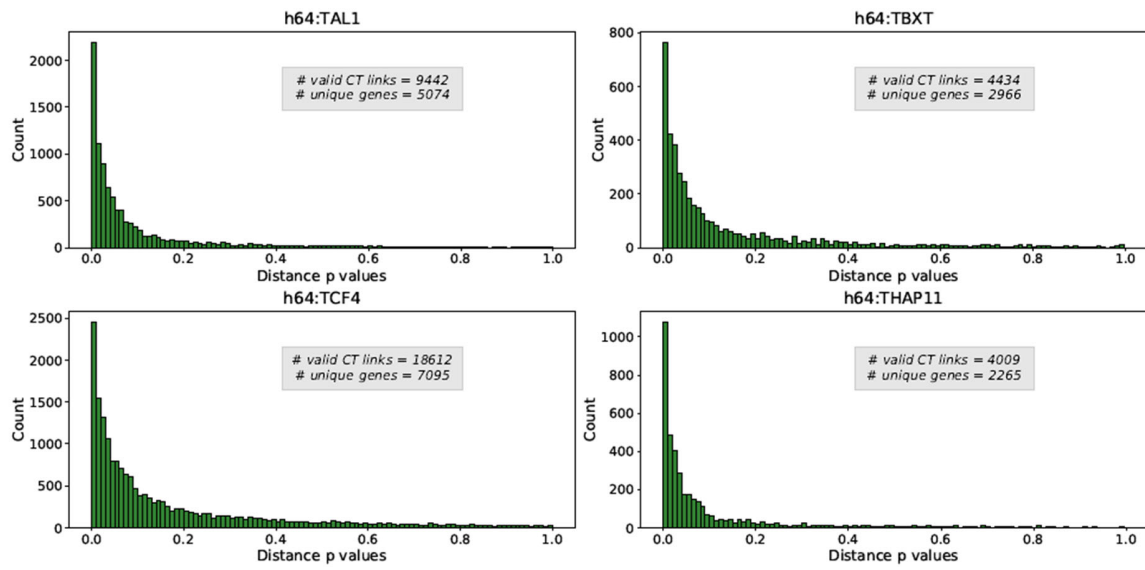 h64:TAL1
2000
1500
1000
500
0
Count
# valid CT links = 9442
# unique genes = 5074
0.0 0.2 0.4 0.6 0.8 1.0
Distance p values
h64:TBXT
800
600
400
200
0
Count
# valid CT links = 4434
# unique genes = 2966
0.0 0.2 0.4 0.6 0.8 1.0
Distance p values
h64:TCF4
2500
2000
1500
1000
500
0
Count
# valid CT links = 18612
# unique genes = 7095
0.0 0.2 0.4 0.6 0.8 1.0
Distance p values
h64:THAP11
1000
800
600
400
200
0
Count
# valid CT links = 4009
# unique genes = 2265
0.0 0.2 0.4 0.6 0.8 1.0
Distance p values